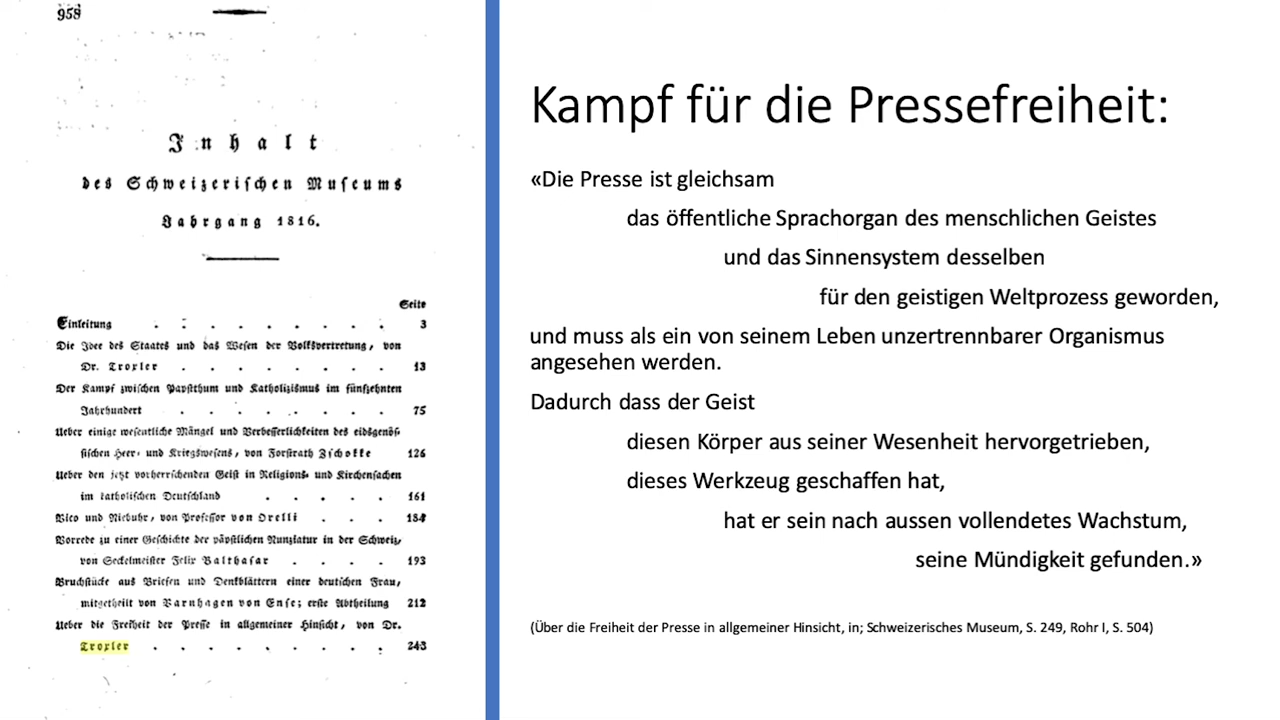 958
Inhalt
des Schweizerischen Museums
Jahrgang 1816.
Seite
Einleitung . . . . . . . . . 3
Die Idee des Staates und das Wesen der Volksvertretung, von
Dr. Troxler . . . . . . . . 13
Der Kampf zwischen Papstthum und Katholizismus im fünfzehnten
Jahrhundert . . . . . . . . 75
Ueber einige wesentliche Mängel und Verbesserlichkeiten des eidsgenös-
sischen Heer- und Kriegswesens, von Forstrath Zschokke 126
Ueber den jetzt vorherrschenden Geist in Religions- und Kirchensachen
im katholischen Deutschland . . . . . 161
Vico und Niebuhr, von Professor von Orelli . . . 184
Vorrede zu einer Geschichte der päpstlichen Nunziatur in der Schweiz,
von Seckelmeister Felix Balthasar . . . . 193
Bruchstücke aus Briefen und Denkblättern einer deutschen Frau,
mitgetheilt von Varnhagen von Ense; erste Abtheilung 212
Ueber die Freiheit der Presse in allgemeiner Hinsicht, von Dr.
Troxler . . . . . . . . . 243
Kampf für die Pressefreiheit:
«Die Presse ist gleichsam
das öffentliche Sprachorgan des menschlichen Geistes
und das Sinnensystem desselben
für den geistigen Weltprozess geworden,
und muss als ein von seinem Leben unzertrennbarer Organismus
angesehen werden.
Dadurch dass der Geist
diesen Körper aus seiner Wesenheit hervorgetrieben,
dieses Werkzeug geschaffen hat,
hat er sein nach aussen vollendetes Wachstum,
seine Mündigkeit gefunden.»
(Über die Freiheit der Presse in allgemeiner Hinsicht, in; Schweizerisches Museum, S. 249, Rohr I, S. 504)